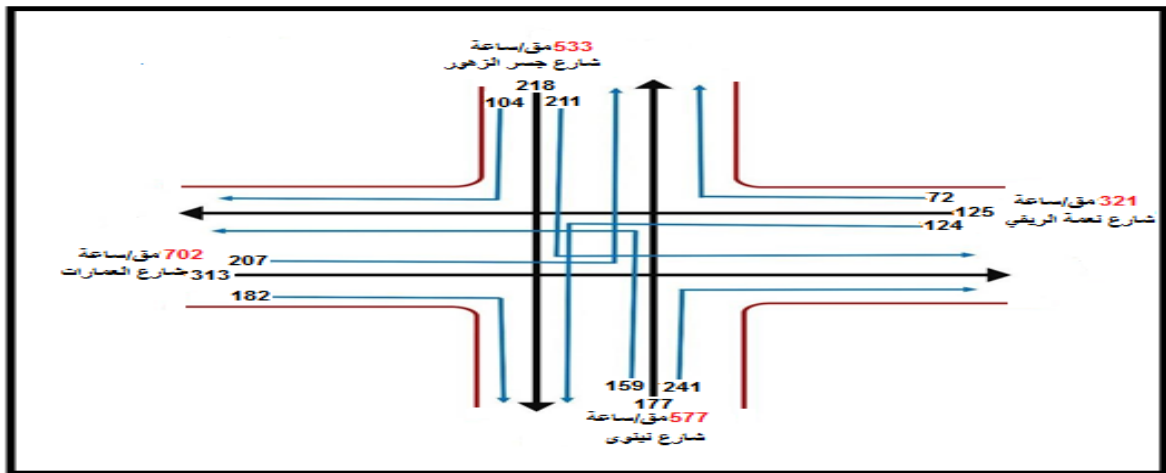 533مق/ساعة
شارع جسر الزهور
218
104 211
72
125
124
321مق/ساعة
شارع نعمة الريفي
702مق/ساعة
شارع العمارات
207
313
182
159 241
177
577مق/ساعة
شارع نينوى